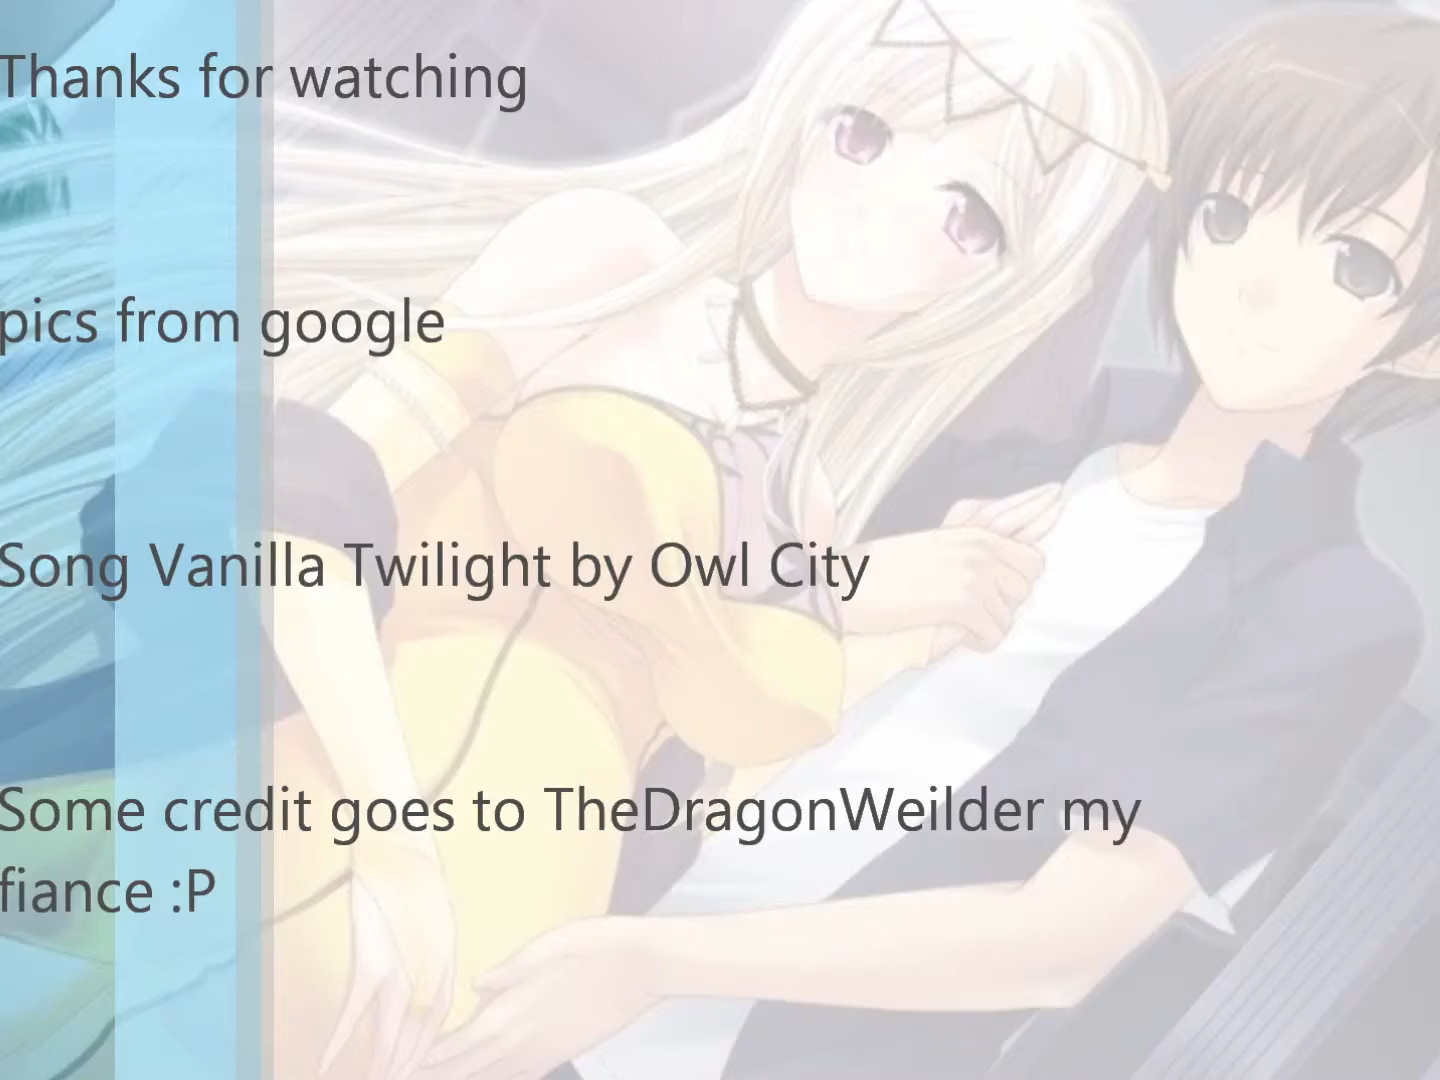 Thanks for watching
pics from google
Song Vanilla Twilight by Owl City
Some credit goes to TheDragonWeilder my
fiance :P